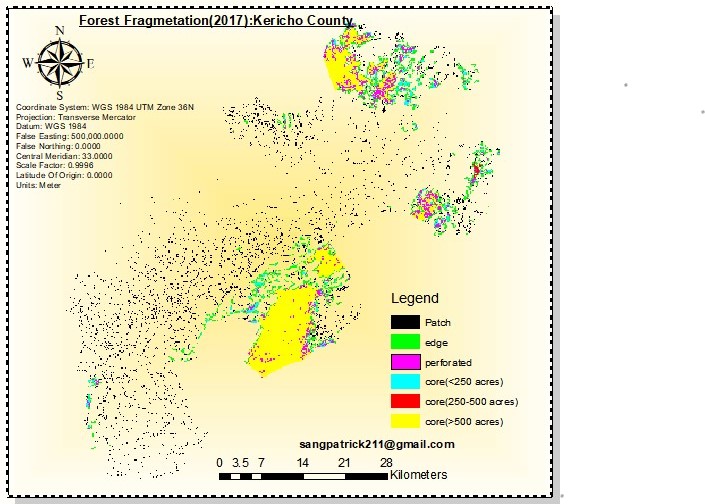 Forest Fragmetation(2017):Kericho County
N
W E
S
Coordinate System: WGS 1984 UTM Zone 36N
Projection: Transverse Mercator
Datum: WGS 1984
False Easting: 500,000.0000
False Northing: 0.0000
Central Meridian: 33.0000
Scale Factor: 0.9996
Latitude Of Origin: 0.0000
Units: Meter
Legend
Patch
edge
perforated
core(<250 acres)
core(250-500 acres)
core(>500 acres)
sangpatrick211@gmail.com
0 3.5 7 14 21 28
Kilometers